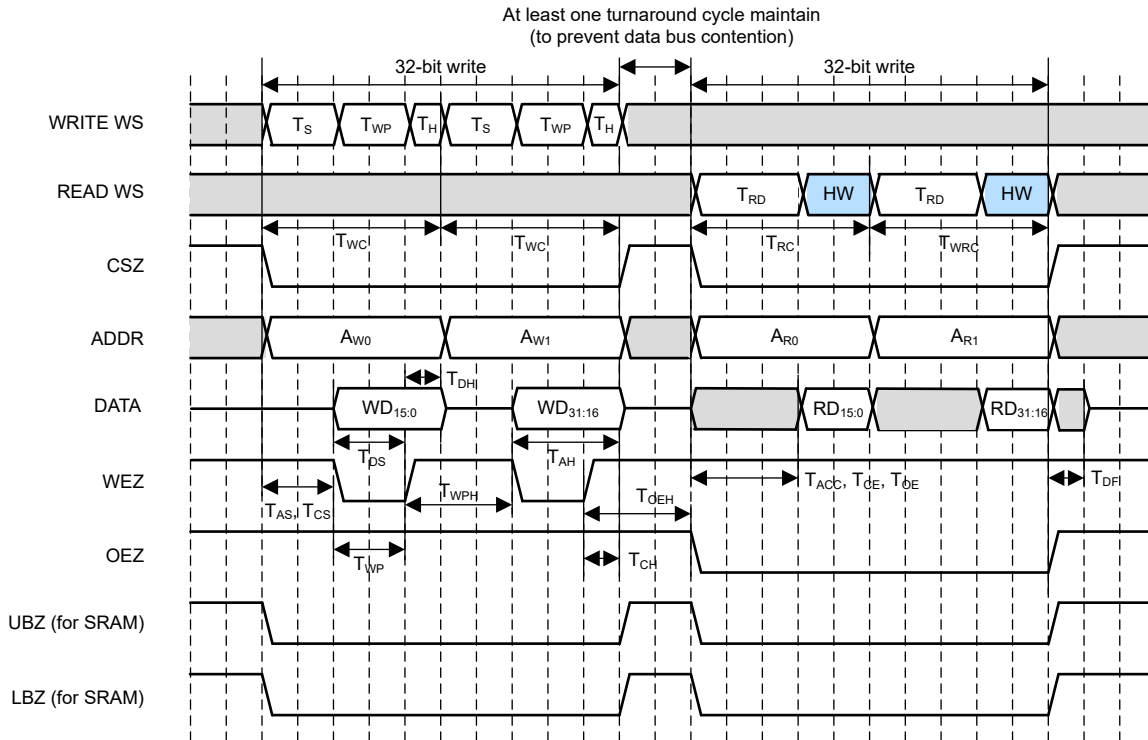 At least one turnaround cycle maintain
(to prevent data bus contention)
32-bit write 32-bit write
WRITE WS TS TWP TH TS TWP TH
READ WS TRD HW TRD HW
TWC TWC TRC TWRC
CSZ
ADDR AW0 AW1 AR0 AR1
TDH
DATA WD15:0 WD31:16 RD15:0 RD31:16
TDS TAH
WEZ TWPH TOEH TACC, TCE, TOE TDF
TAS, TCS
OEZ TWP TCH
UBZ (for SRAM)
LBZ (for SRAM)